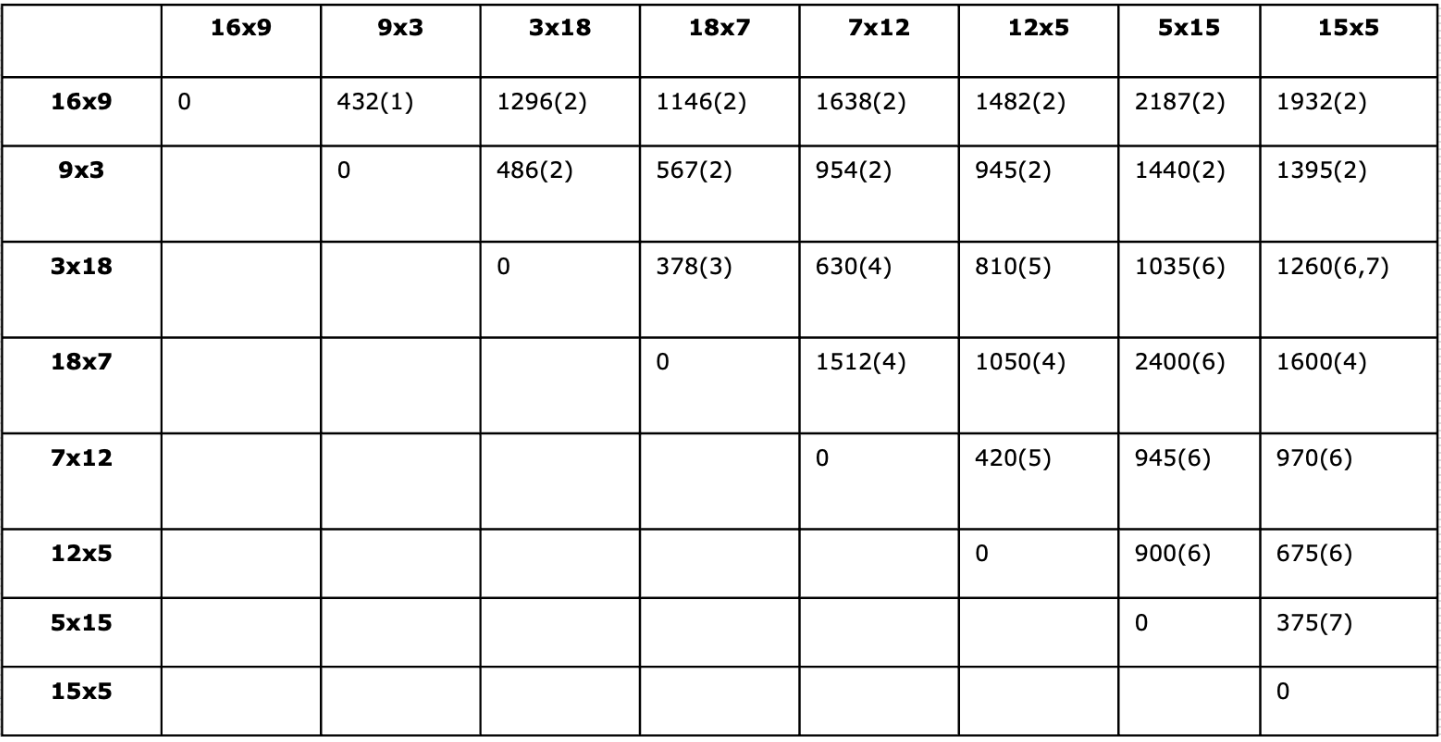 16x9 9x3 3x18 18x7 7x12 12x5 5x15 15x5
16x9 0 432(1) 1296(2) 1146(2) 1638(2) 1482(2) 2187(2) 1932(2)
9x3 0 486(2) 567(2) 954(2) 945(2) 1440(2) 1395(2)
3x18 0 378(3) 630(4) 810(5) 1035(6) 1260(6,7)
18x7 0 1512(4) 1050(4) 2400(6) 1600(4)
7x12 0 420(5) 945(6) 970(6)
12x5 0 900(6) 675(6)
5x15 0 375(7)
15x5 0